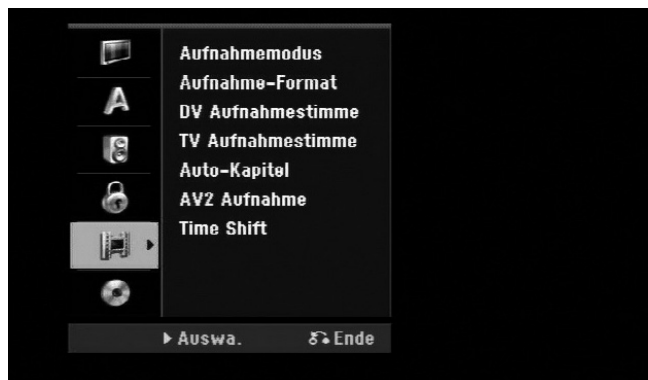 Aufnahmemodus
Aufnahme-Format
DV Aufnahmestimme
TV Aufnahmestimme
Auto-Kapitel
AV2 Aufnahme
Time Shift
Auswa. Ende